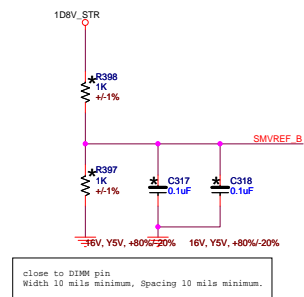 1D8V_STR
*R398
1K
+/-1%
SMVREF_B
*R397
1K
+/-1%
* C317
0.1uF
* C318
0.1uF
16V, Y5V, +80%/-20%
16V, Y5V, +80%/-20%
close to DIMM pin
Width 10 mils minimum, Spacing 10 mils minimum.